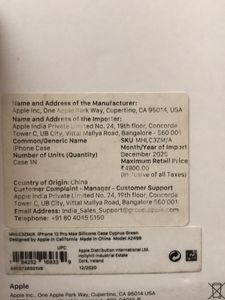 Name and Address of the Manufacturer:
Apple Inc, One Apple Park Way, Cupertino, CA 95014, USA
Name and Address of the Importer:
Apple India Private Limited No. 24, 19th floor, Concorde
Tower C, UB City, Vittal Mallya Road, Bangalore - 560 001
Common/Generic Name
iPhone Case
Number of Units (Quantity)
Case 1N
SKU No: MHLC3ZM/A
Month/Year of Import
December 2020
Maximum Retail Price
₹4900.00
(Inclusive of all Taxes)
Country of Origin: China
Customer Complaint - Manager - Customer Support
Apple India Private Limited No. 24, 19th floor, Concorde
Tower C, UB City, Vittal Mallya Road, Bangalore - 560 001
Email: India_Sales_Support@group.apple.com
Telephone: +91 80 4045 5150
MHLC3ZM/A iPhone 12 Pro Max Silicone Case Cyprus Green
Designed by Apple in California Made in China Model A2498
UPC
Apple Distribution International Ltd.
Hollyhill Industrial Estate
Cork, Ireland
12/2020
Apple